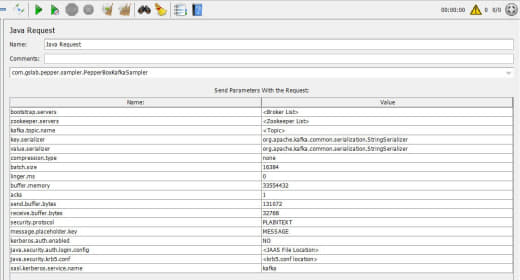 00:00:00 0 0/0
Java Request
Name: Java Request
Comments:
com.gslab.pepper.sampler.PepperBoxKafkaSampler
Send Parameters With the Request:
Name: Value
bootstrap.servers <Broker List>
zookeeper.servers <Zookeeper List>
kafka.topic.name <Topic>
key.serializer org.apache.kafka.common.serialization.StringSerializer
value.serializer org.apache.kafka.common.serialization.StringSerializer
compression.type none
batch.size 16384
linger.ms 0
buffer.memory 33554432
acks 1
send.buffer.bytes 131072
receive.buffer.bytes 32768
security.protocol PLAINTEXT
message.placeholder.key MESSAGE
kerberos.auth.enabled NO
java.security.auth.login.config <JAAS File Location>
java.security.krb5.conf <krb5.conf location>
sasl.kerberos.service.name kafka